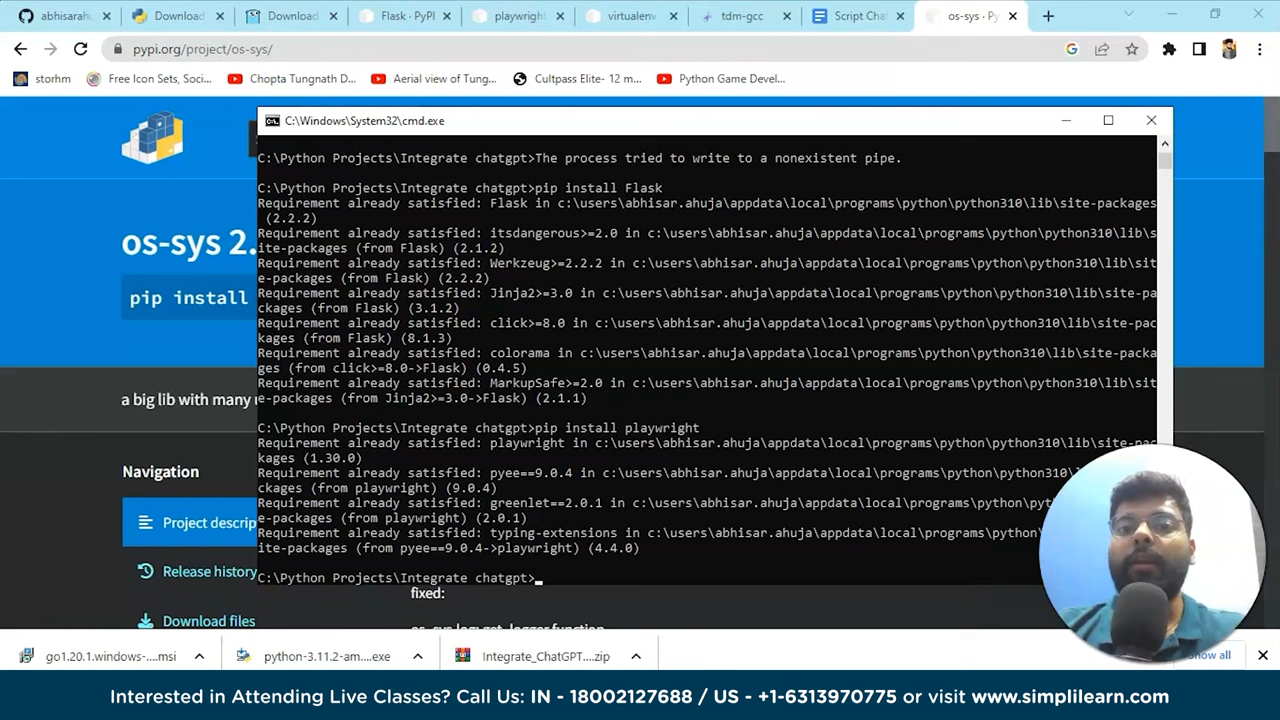 abhisarah
Download
Download
Flask · PyPI
playwright
virtualenv
tdm-gcc
Script Cha
os-sys · Py
pypi.org/project/os-sys/
storhm
Free Icon Sets, Soci...
Chopta Tungnath D...
Aerial view of Tung...
Cultpass Elite- 12 m...
Python Game Devel...
C:\Windows\System32\cmd.exe
C:\Python Projects\Integrate chatgpt>The process tried to write to a nonexistent pipe.
C:\Python Projects\Integrate chatgpt>pip install Flask
Requirement already satisfied: Flask in c:\users\abhisar.ahuja\appdata\local\programs\python\python310\lib\site-packages
(2.2.2)
Requirement already satisfied: itsdangerous>=2.0 in c:\users\abhisar.ahuja\appdata\local\programs\python\python310\lib\s
ite-packages (from Flask) (2.1.2)
Requirement already satisfied: Werkzeug>=2.2.2 in c:\users\abhisar.ahuja\appdata\local\programs\python\python310\lib\sit
e-packages (from Flask) (2.2.2)
Requirement already satisfied: Jinja2>=3.0 in c:\users\abhisar.ahuja\appdata\local\programs\python\python310\lib\site-pa
ckages (from Flask) (3.1.2)
Requirement already satisfied: click>=8.0 in c:\users\abhisar.ahuja\appdata\local\programs\python\python310\lib\site-pac
kages (from Flask) (8.1.3)
Requirement already satisfied: colorama in c:\users\abhisar.ahuja\appdata\local\programs\python\python310\lib\site-packa
ges (from click>=8.0->Flask) (0.4.5)
Requirement already satisfied: MarkupSafe>=2.0 in c:\users\abhisar.ahuja\appdata\local\programs\python\python310\lib\sit
e-packages (from Jinja2>=3.0->Flask) (2.1.1)
C:\Python Projects\Integrate chatgpt>pip install playwright
Requirement already satisfied: playwright in c:\users\abhisar.ahuja\appdata\local\programs\python\python310\lib\site-pac
kages (1.30.0)
Requirement already satisfied: pyee==9.0.4 in c:\users\abhisar.ahuja\appdata\local\programs\python\python310\l
ckages (from playwright) (9.0.4)
Requirement already satisfied: greenlet==2.0.1 in c:\users\abhisar.ahuja\appdata\local\programs\python\pyt
e-packages (from playwright) (2.0.1)
Requirement already satisfied: typing-extensions in c:\users\abhisar.ahuja\appdata\local\programs\python\
ite-packages (from pyee==9.0.4->playwright) (4.4.0)
C:\Python Projects\Integrate chatgpt>
os-sys 2.
pip install
a big lib with many
Navigation
Project descrip
Release history
Download files
fixed:
os-sys log: get_logger function
go1.20.1.windows-....msi
python-3.11.2-am....exe
Integrate_ChatGPT....zip
Show all
Interested in Attending Live Classes? Call Us: IN - 18002127688 / US - +1-6313970775 or visit www.simplilearn.com